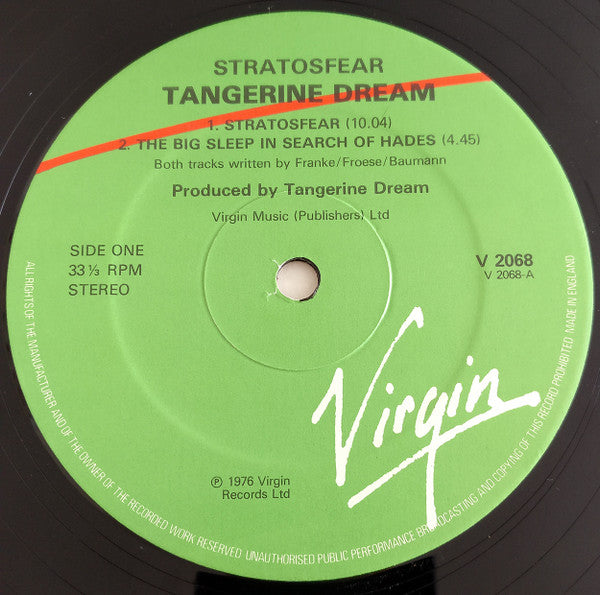 STRATOSFEAR
TANGERINE DREAM
1. STRATOSFEAR (10.04)
2. THE BIG SLEEP IN SEARCH OF HADES (4.45)
Both tracks written by Franke/Froese/Baumann
Produced by Tangerine Dream
Virgin Music (Publishers) Ltd
SIDE ONE
33⅓ RPM
STEREO
V 2068
V 2068-A
Virgin
℗ 1976 Virgin
Records Ltd
ALL RIGHTS OF THE MANUFACTURER AND OF THE OWNER OF THE RECORDED WORK RESERVED UNAUTHORISED PUBLIC PERFORMANCE BROADCASTING AND COPYING OF THIS RECORD PROHIBITED MADE IN ENGLAND